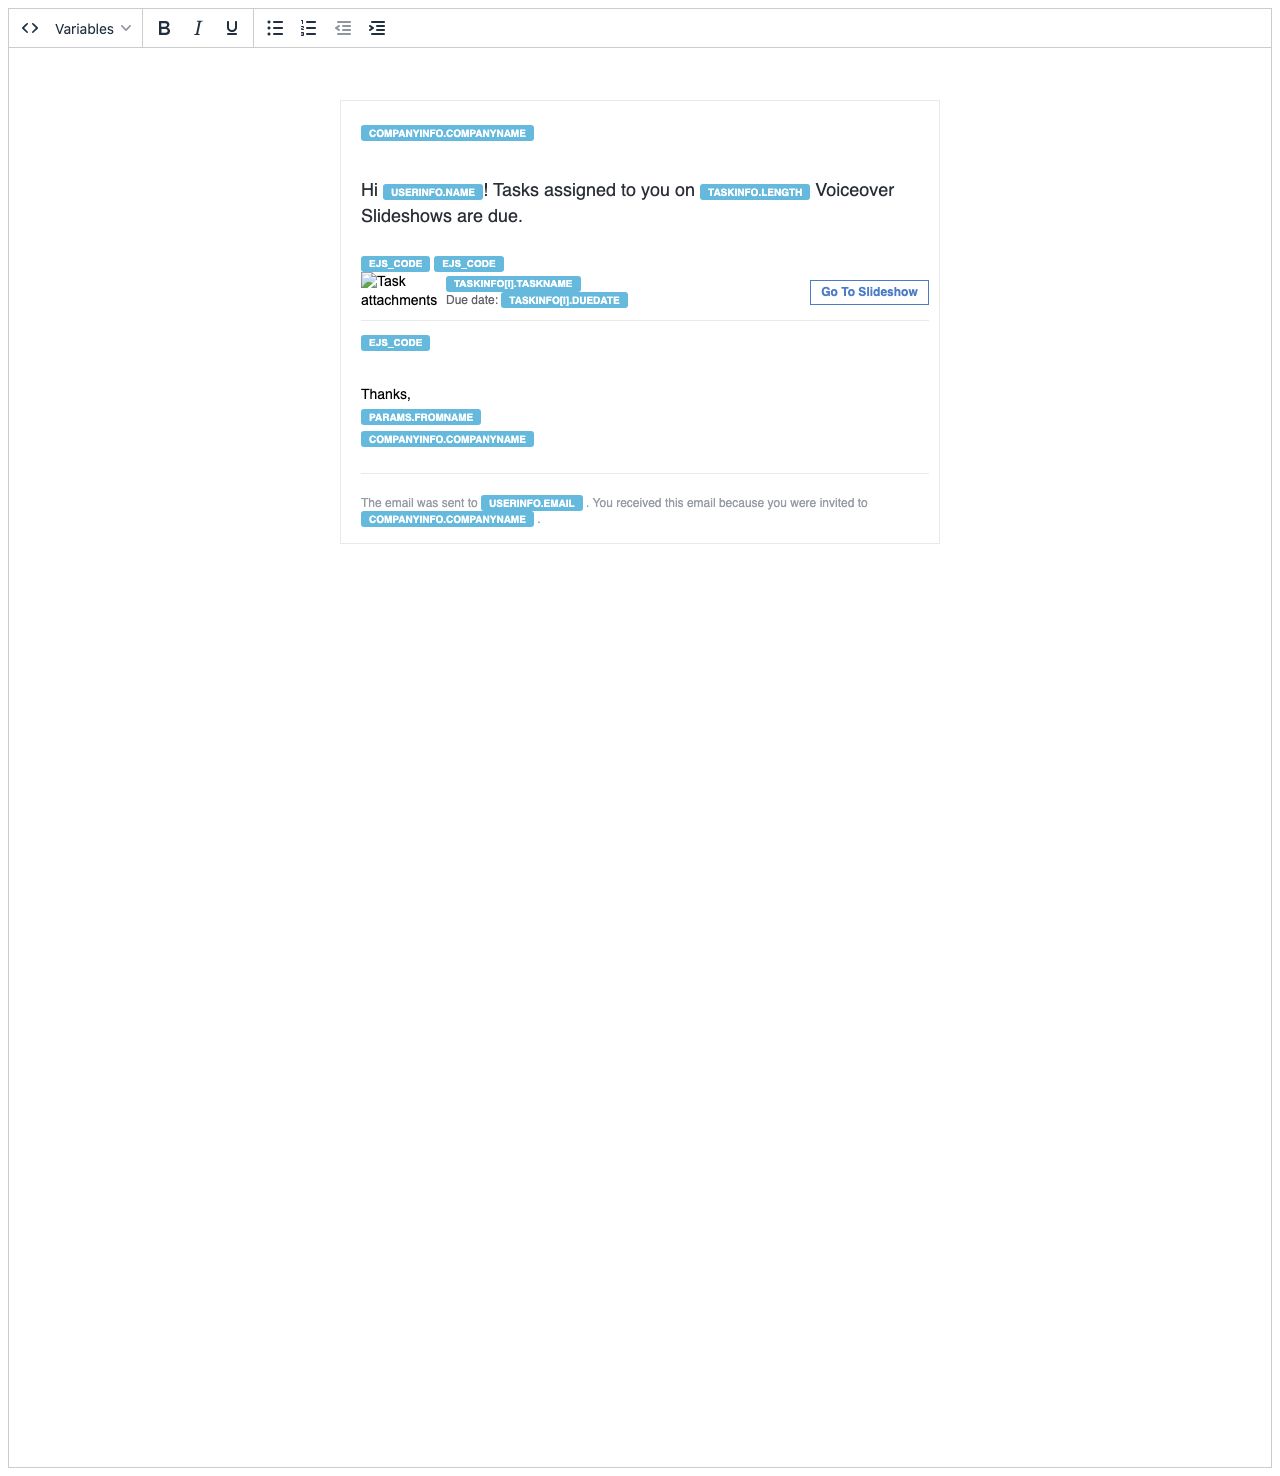 Variables B I U
COMPANYINFO.COMPANYNAME
Hi USERINFO.NAME! Tasks assigned to you on TASKINFO.LENGTH Voiceover
Slideshows are due.
EJS_CODE EJS_CODE
Task attachments
TASKINFO[I].TASKNAME
Due date: TASKINFO[I].DUEDATE
Go To Slideshow
EJS_CODE
Thanks,
PARAMS.FROMNAME
COMPANYINFO.COMPANYNAME
The email was sent to USERINFO.EMAIL . You received this email because you were invited to
COMPANYINFO.COMPANYNAME .